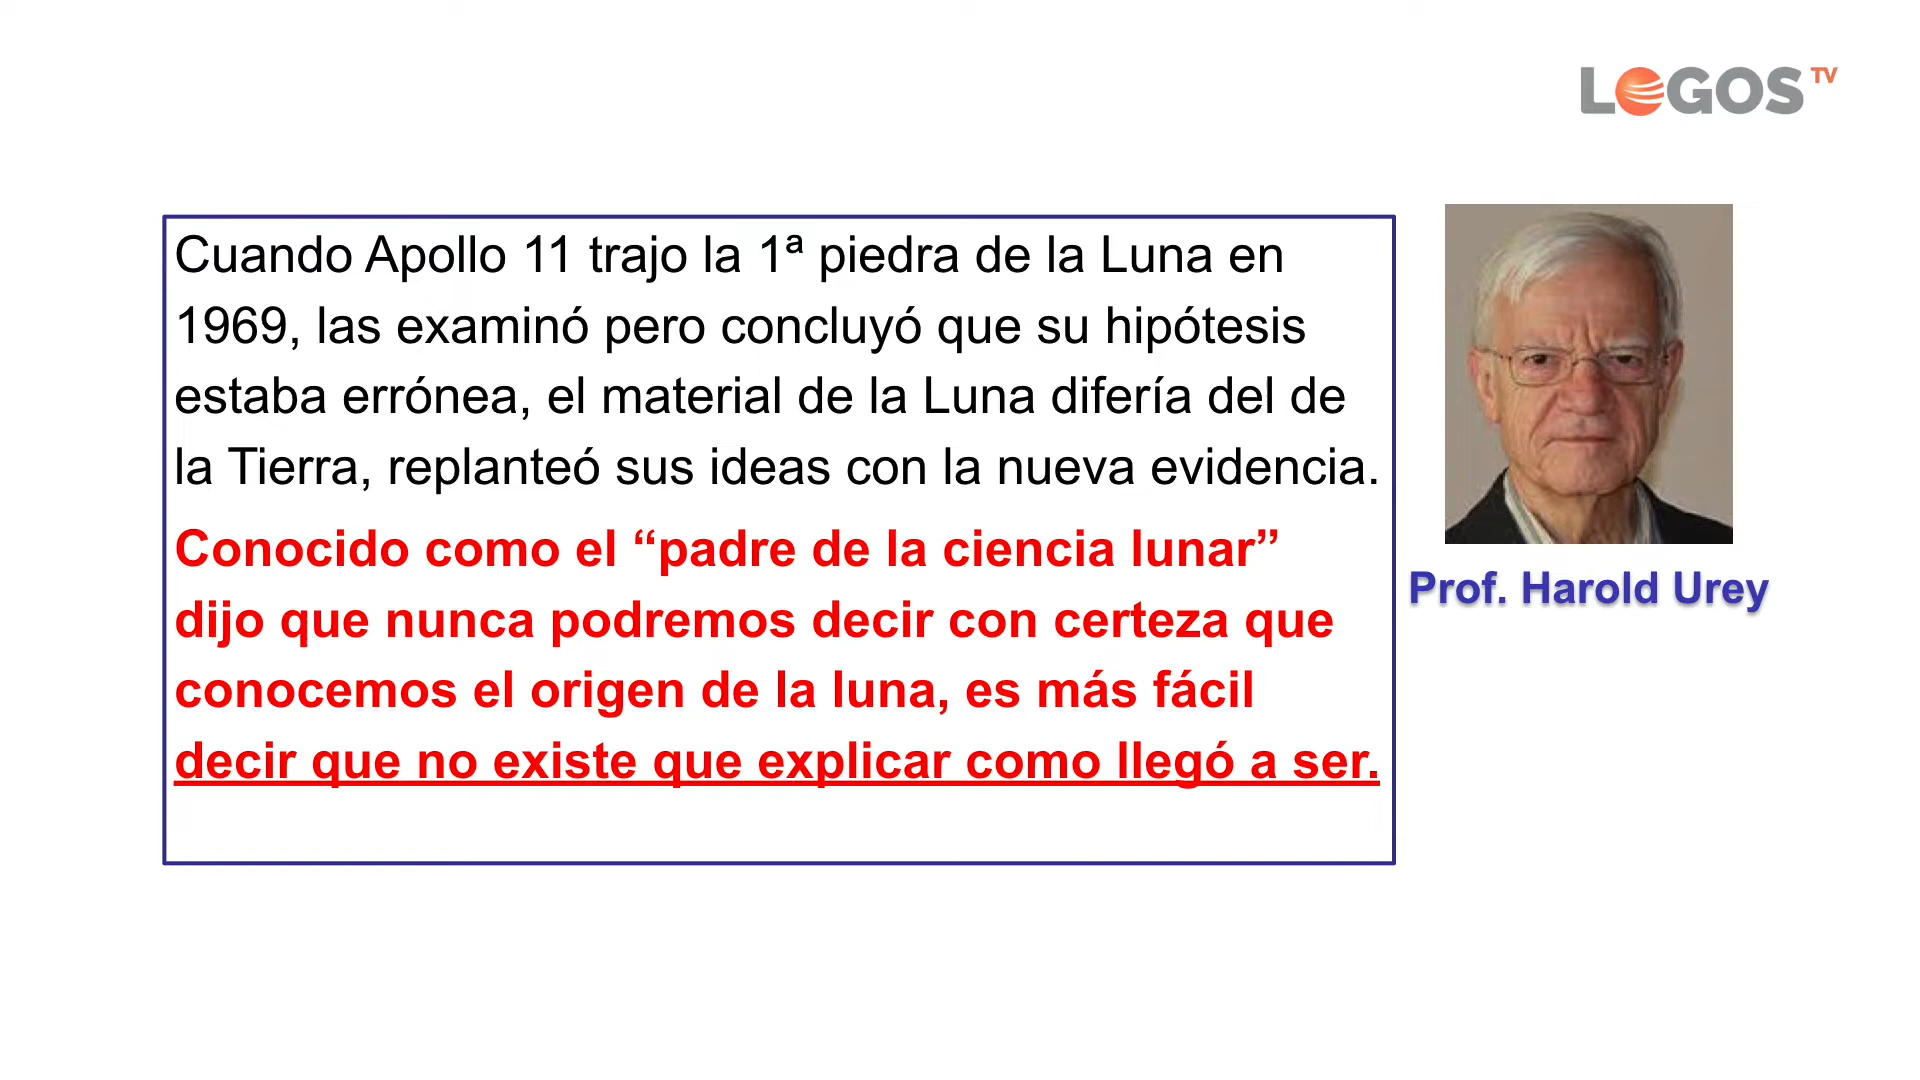 LOGOS TV
Cuando Apollo 11 trajo la 1ª piedra de la Luna en
1969, las examinó pero concluyó que su hipótesis
estaba errónea, el material de la Luna difería del de
la Tierra, replanteó sus ideas con la nueva evidencia.
Conocido como el “padre de la ciencia lunar”
dijo que nunca podremos decir con certeza que
conocemos el origen de la luna, es más fácil
decir que no existe que explicar como llegó a ser.
Prof. Harold Urey